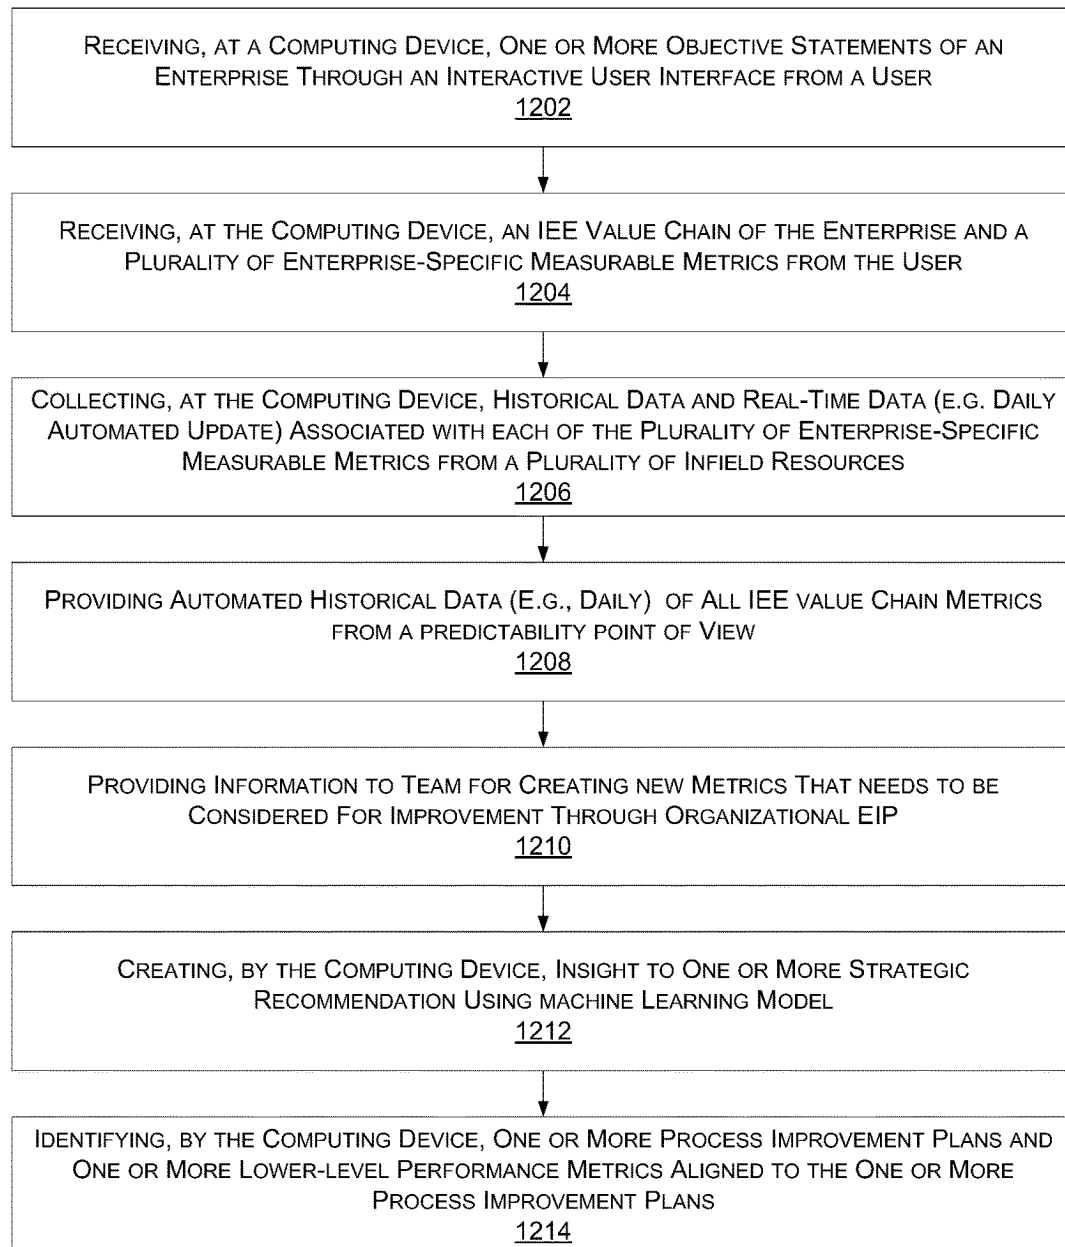 RECEIVING, AT A COMPUTING DEVICE, ONE OR MORE OBJECTIVE STATEMENTS OF AN
ENTERPRISE THROUGH AN INTERACTIVE USER INTERFACE FROM A USER
1202
RECEIVING, AT THE COMPUTING DEVICE, AN IEE VALUE CHAIN OF THE ENTERPRISE AND A
PLURALITY OF ENTERPRISE-SPECIFIC MEASURABLE METRICS FROM THE USER
1204
COLLECTING, AT THE COMPUTING DEVICE, HISTORICAL DATA AND REAL-TIME DATA (E.G. DAILY
AUTOMATED UPDATE) ASSOCIATED WITH EACH OF THE PLURALITY OF ENTERPRISE-SPECIFIC
MEASURABLE METRICS FROM A PLURALITY OF INFIELD RESOURCES
1206
PROVIDING AUTOMATED HISTORICAL DATA (E.G., DAILY) OF ALL IEE VALUE CHAIN METRICS
FROM A PREDICTABILITY POINT OF VIEW
1208
PROVIDING INFORMATION TO TEAM FOR CREATING NEW METRICS THAT NEEDS TO BE
CONSIDERED FOR IMPROVEMENT THROUGH ORGANIZATIONAL EIP
1210
CREATING, BY THE COMPUTING DEVICE, INSIGHT TO ONE OR MORE STRATEGIC
RECOMMENDATION USING MACHINE LEARNING MODEL
1212
IDENTIFYING, BY THE COMPUTING DEVICE, ONE OR MORE PROCESS IMPROVEMENT PLANS AND
ONE OR MORE LOWER-LEVEL PERFORMANCE METRICS ALIGNED TO THE ONE OR MORE
PROCESS IMPROVEMENT PLANS
1214